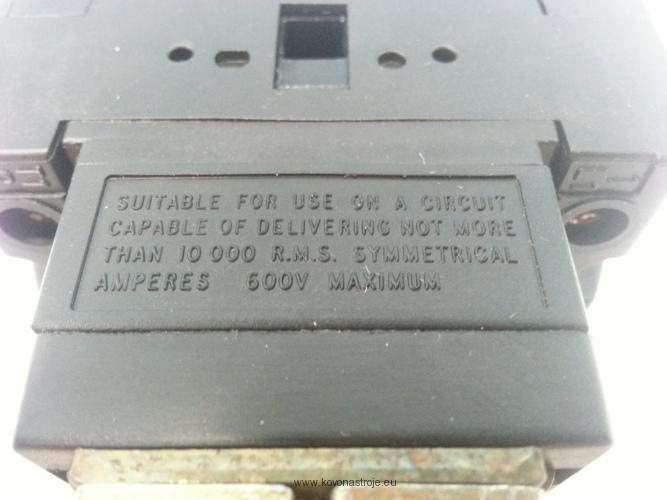 SUITABLE FOR USE ON A CIRCUIT
CAPABLE OF DELIVERING NOT MORE
THAN 10 000 R.M.S. SYMMETRICAL
AMPERES 600V MAXIMUM
www.kovonastroje.eu